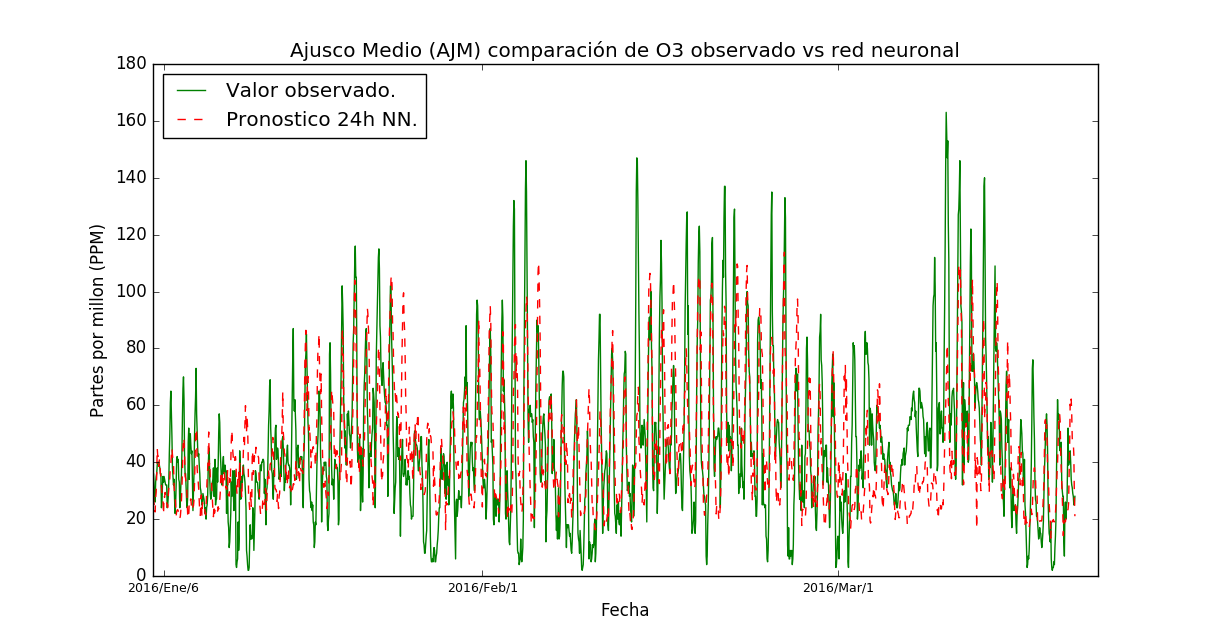 Ajusco Medio (AJM) comparación de O3 observado vs red neuronal
180
160
140
120
100
80
60
40
20
0
Valor observado.
Pronostico 24h NN.
Partes por millon (PPM)
2016/Ene/6
2016/Feb/1
2016/Mar/1
Fecha